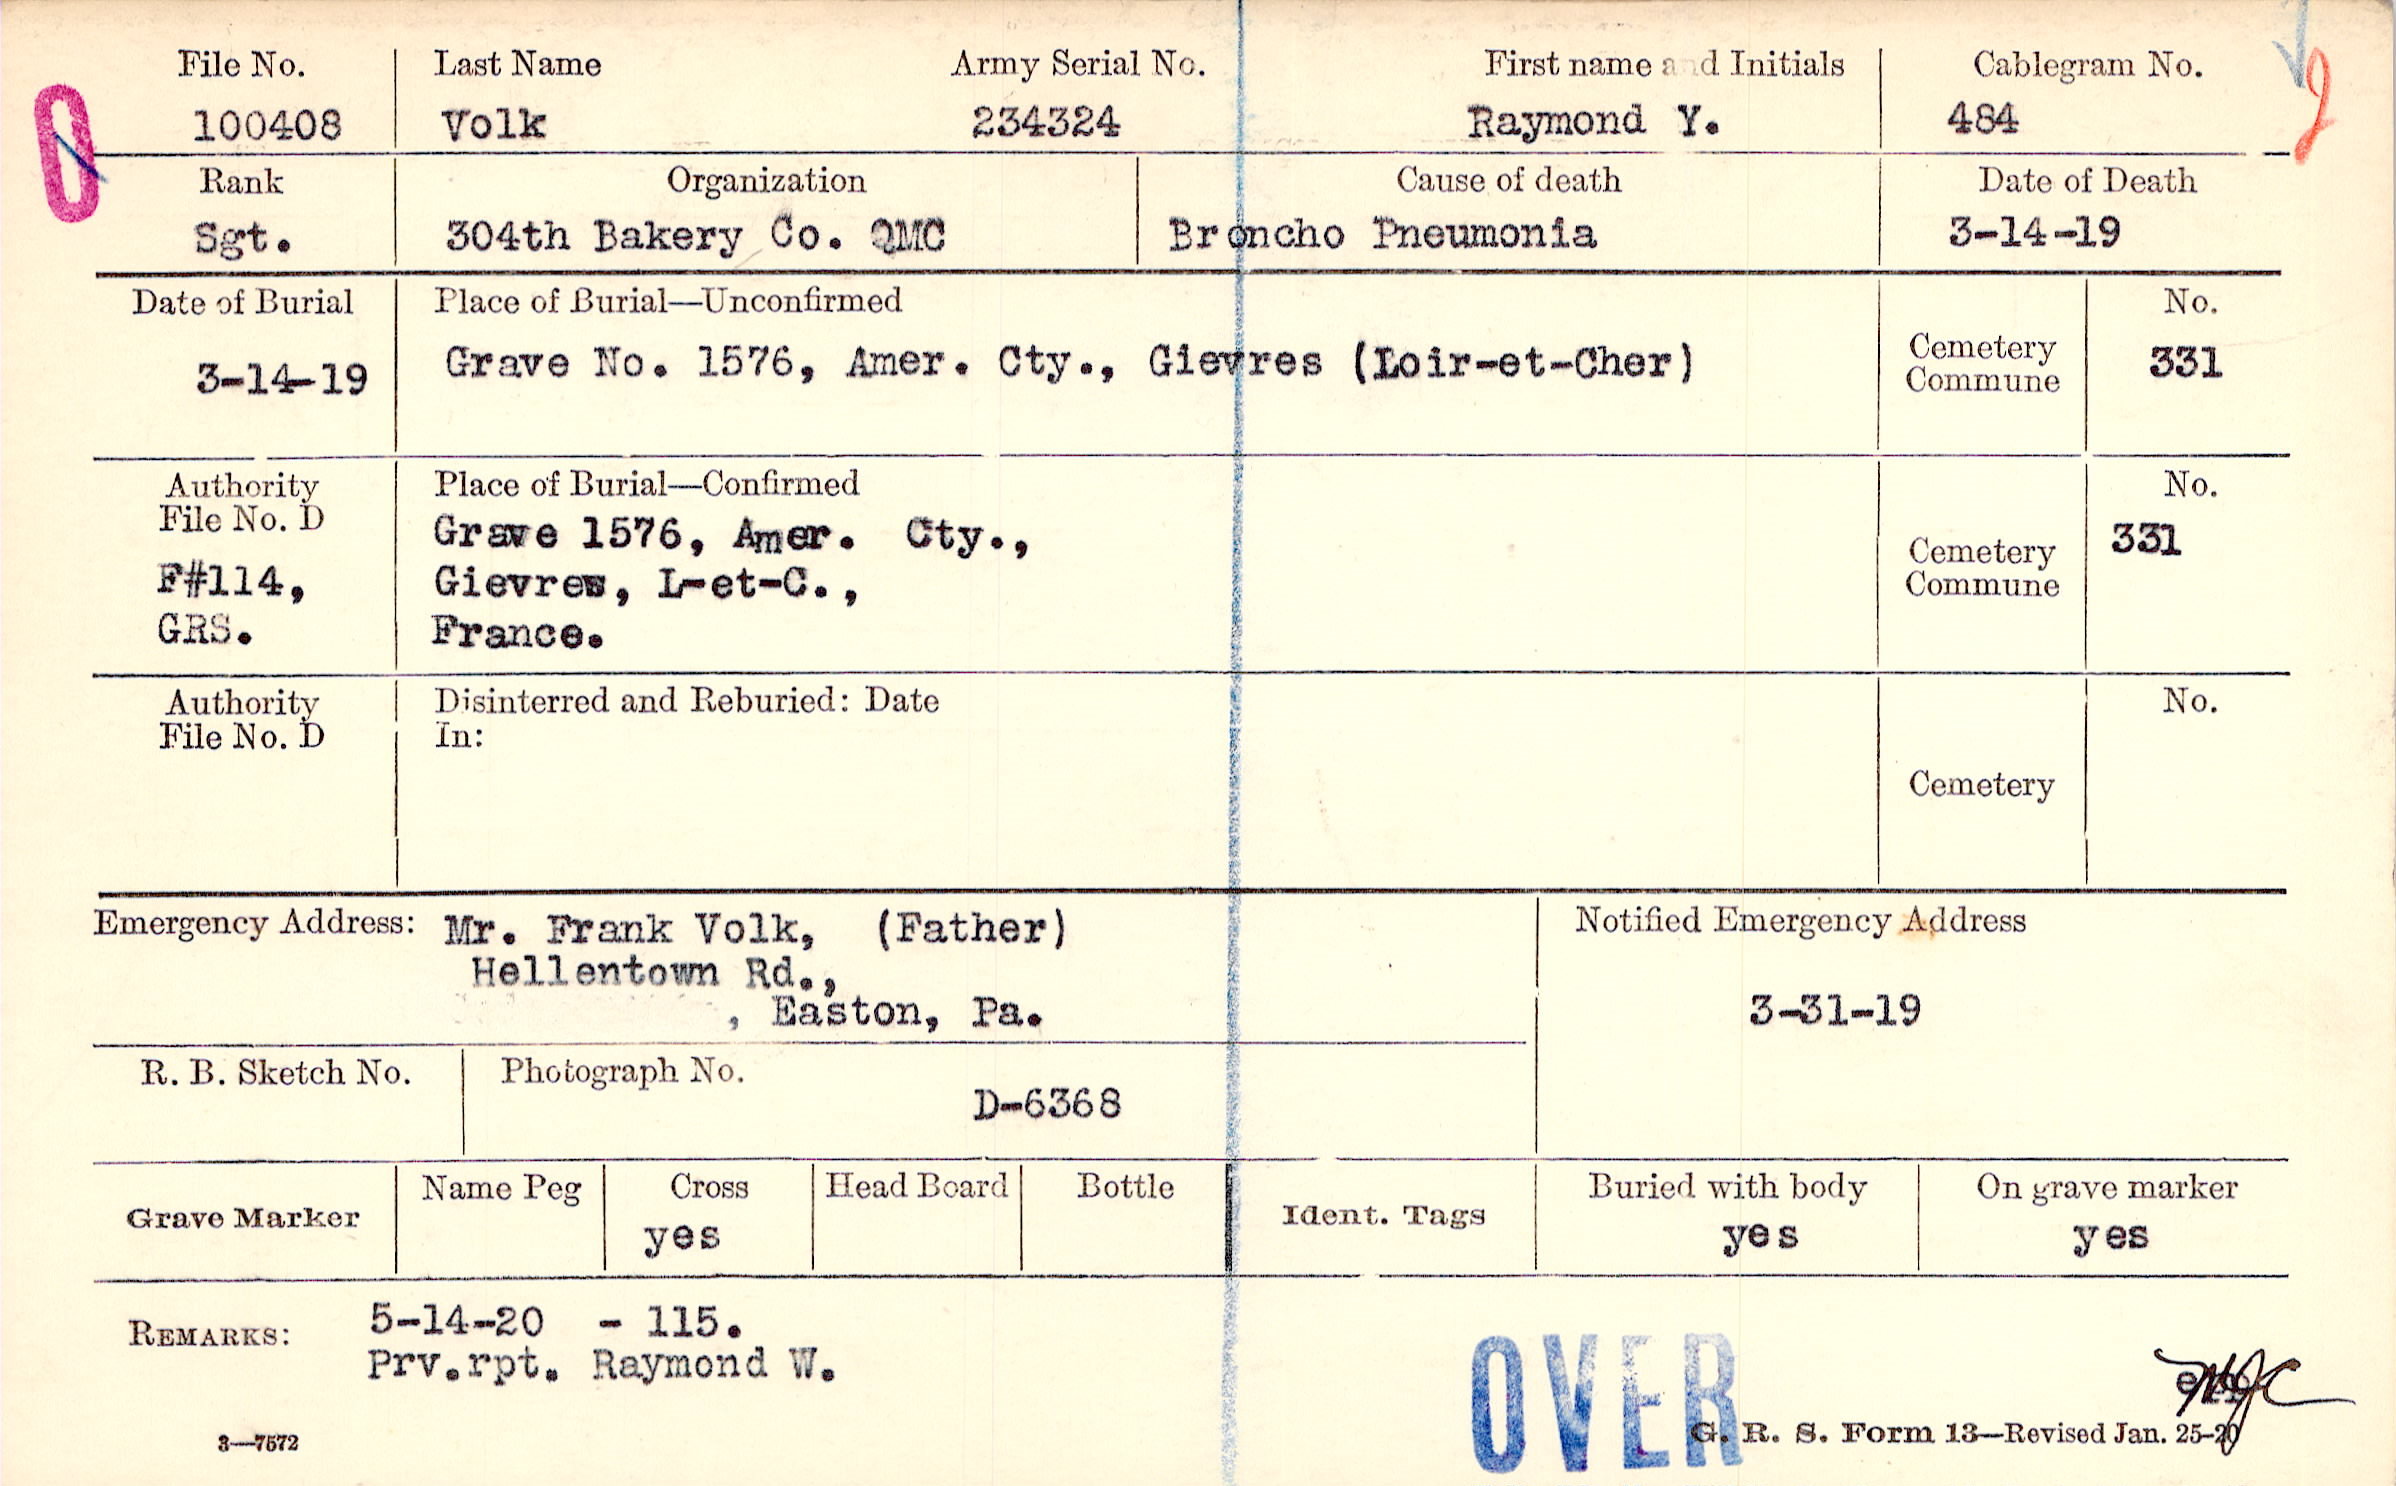 File No. Last Name Army Serial No. First name and Initials Cablegram No.
100408 Volk 234324 Raymond Y. 484
Rank Organization Cause of death Date of Death
Sgt. 304th Bakery Co. QMC Broncho Pneumonia 3-14-19
Date of Burial Place of Burial—Unconfirmed No.
3-14-19 Grave No. 1576, Amer. Cty., Gievres (Loir-et-Cher) Cemetery 331
Commune
Authority Place of Burial—Confirmed No.
File No. D Grave 1576, Amer. Cty., Cemetery 331
F#114, Gievres, L-et-C., Commune
GRS. France.
Authority Disinterred and Reburied: Date No.
File No. D In:
Cemetery
Emergency Address: Mr. Frank Volk, (Father) Notified Emergency Address
Hellentown Rd.,
, Easton, Pa. 3-31-19
R. B. Sketch No. Photograph No.
D-6368
Grave Marker Name Peg Cross Head Board Bottle Ident. Tags Buried with body On grave marker
yes yes yes
REMARKS: 5-14-20 - 115.
Prv.rpt. Raymond W.
OVER
3—7572 G. R. S. Form 13—Revised Jan. 25-20